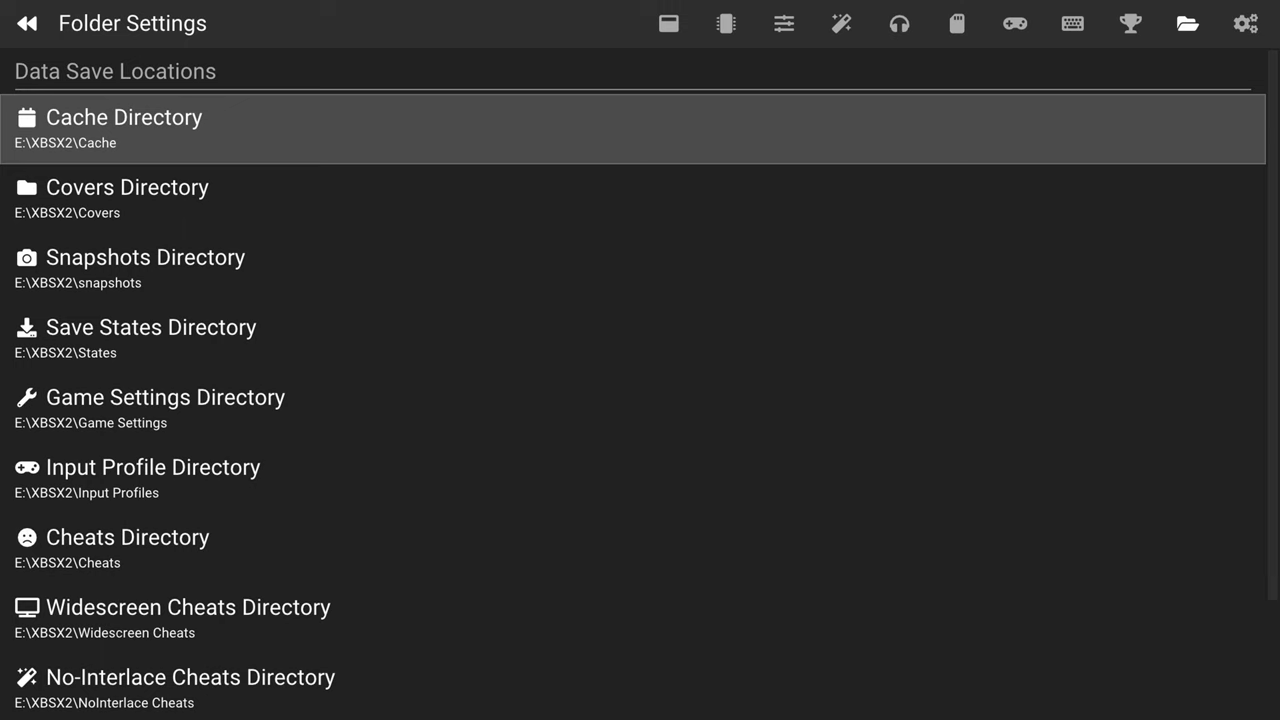 Folder Settings
Data Save Locations
Cache Directory
E:\XBSX2\Cache
Covers Directory
E:\XBSX2\Covers
Snapshots Directory
E:\XBSX2\snapshots
Save States Directory
E:\XBSX2\States
Game Settings Directory
E:\XBSX2\Game Settings
Input Profile Directory
E:\XBSX2\Input Profiles
Cheats Directory
E:\XBSX2\Cheats
Widescreen Cheats Directory
E:\XBSX2\Widescreen Cheats
No-Interlace Cheats Directory
E:\XBSX2\NoInterlace Cheats